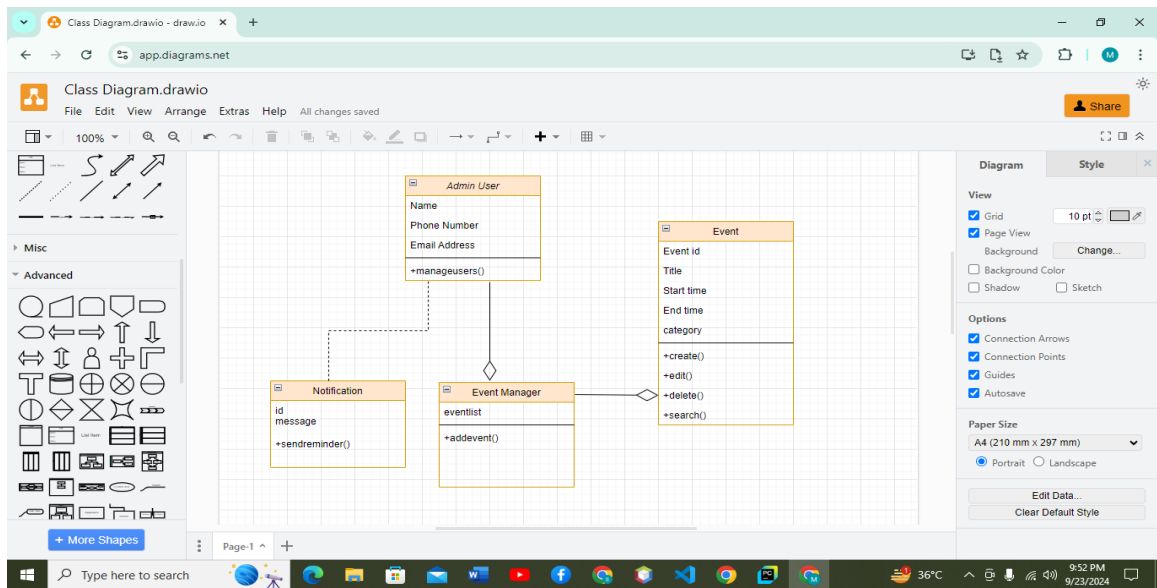 Class Diagram.drawio - draw.io
app.diagrams.net
M
Class Diagram.drawio
File Edit View Arrange Extras Help All changes saved
Share
100%
List Item
Misc
Advanced
List Item
+ More Shapes
Admin User
Name
Phone Number
Email Address
+manageusers()
Event
Event id
Title
Start time
End time
category
+create()
+edit()
+delete()
+search()
Notification
id
message
+sendreminder()
Event Manager
eventlist
+addevent()
Page-1
Diagram Style
View
Grid 10 pt
Page View
Background Change...
Background Color
Shadow Sketch
Options
Connection Arrows
Connection Points
Guides
Autosave
Paper Size
A4 (210 mm x 297 mm)
Portrait Landscape
Edit Data...
Clear Default Style
Type here to search
36°C
9:52 PM
9/23/2024